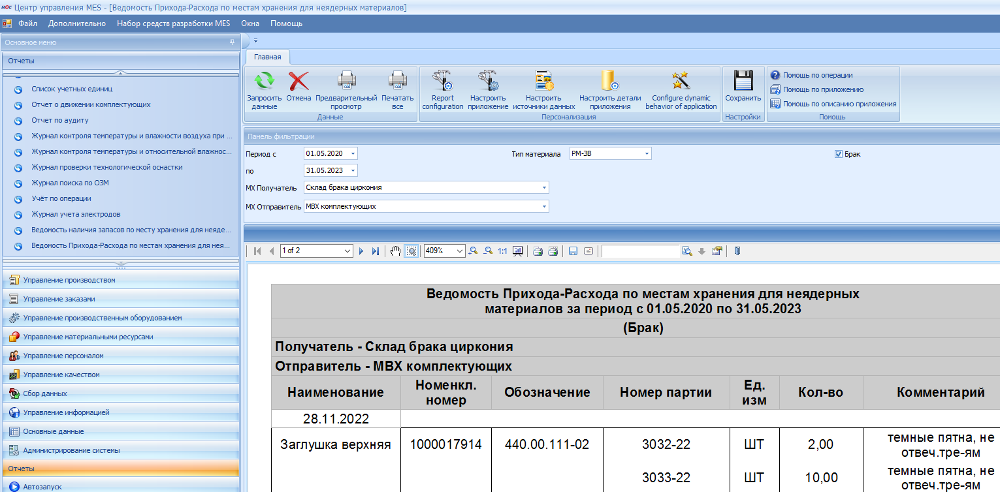 МОС Центр управления MES - [Ведомость Прихода-Расхода по местам хранения для неядерных материалов]
Файл Дополнительно Набор средств разработки MES Окна Помощь
Основное меню
Отчеты
Список учетных единиц
Отчет о движении комплектующих
Отчет по аудиту
Журнал контроля температуры и влажности воздуха при ...
Журнал контроля температуры и относительной влажнос...
Журнал проверки технологической оснастки
Журнал поиска по ОЗМ
Учёт по операции
Журнал учета электродов
Ведомость наличия запасов по месту хранения для неяде...
Ведомость Прихода-Расхода по местам хранения для нея...
Управление производством
Управление заказами
Управление производственным оборудованием
Управление материальными ресурсами
Управление персоналом
Управление качеством
Сбор данных
Управление информацией
Основные данные
Администрирование системы
Отчеты
Автозапуск
Главная
Запросить данные
Отмена
Предварительный просмотр
Печатать все
Данные
Report configuration
Настроить приложение
Настроить источники данных
Настроить детали приложения
Configure dynamic behavior of application
Персонализация
Сохранить
Настройки
Помощь по операции
Помощь по приложению
Помощь по описанию приложения
Помощь
Панель фильтрации
Период с 01.05.2020 Тип материала РМ-ЗВ Брак
по 31.05.2023
МХ Получатель Склад брака циркония
МХ Отправитель МВХ комплектующих
1 of 2 409% 1:1
Ведомость Прихода-Расхода по местам хранения для неядерных
материалов за период с 01.05.2020 по 31.05.2023
(Брак)
Получатель - Склад брака циркония
Отправитель - МВХ комплектующих
Наименование Номенкл. номер Обозначение Номер партии Ед. изм Кол-во Комментарий
28.11.2022
Заглушка верхняя 1000017914 440.00.111-02 3032-22 ШТ 2,00 темные пятна, не отвеч.тре-ям
3033-22 ШТ 10,00 темные пятна, не отвеч.тре-ям